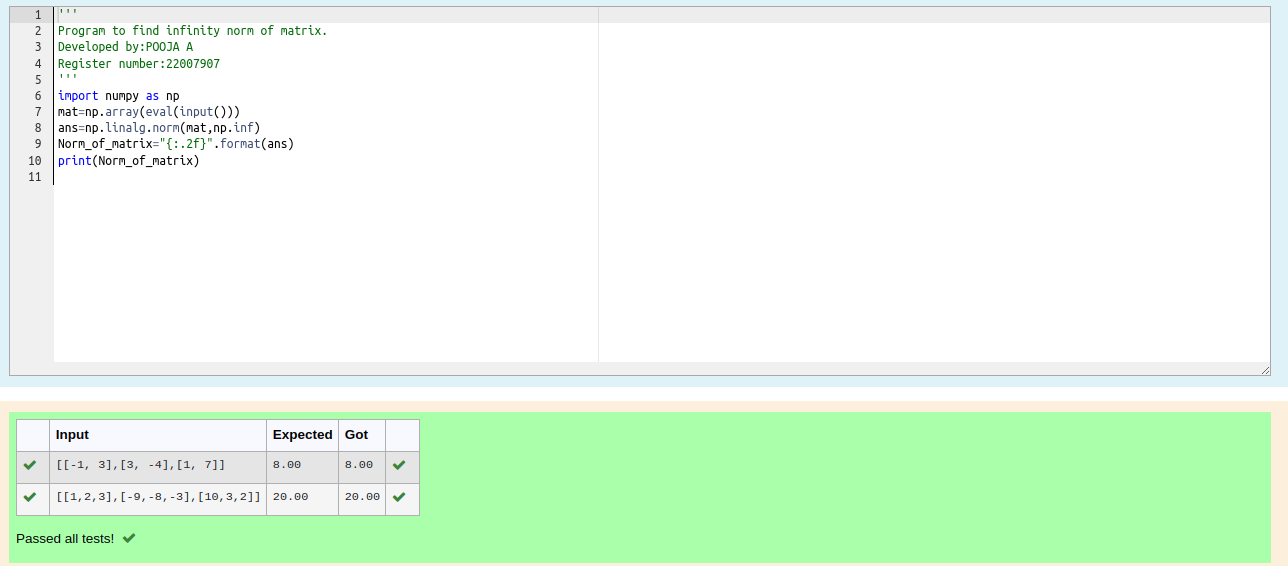 1 '''
2 Program to find infinity norm of matrix.
3 Developed by:POOJA A
4 Register number:22007907
5 '''
6 import numpy as np
7 mat=np.array(eval(input()))
8 ans=np.linalg.norm(mat,np.inf)
9 Norm_of_matrix="{:.2f}".format(ans)
10 print(Norm_of_matrix)
11
Input Expected Got
[[-1, 3],[3, -4],[1, 7]] 8.00 8.00
[[1,2,3],[-9,-8,-3],[10,3,2]] 20.00 20.00
Passed all tests!